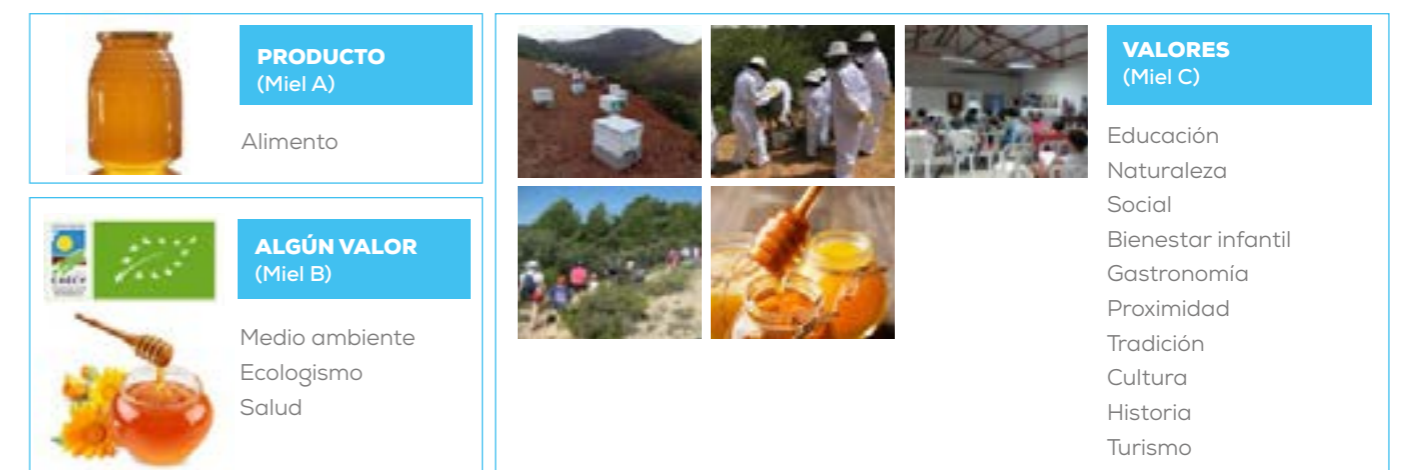 PRODUCTO
(Miel A)
Alimento
ALGÚN VALOR
(Miel B)
Medio ambiente
Ecologismo
Salud
VALORES
(Miel C)
Educación
Naturaleza
Social
Bienestar infantil
Gastronomía
Proximidad
Tradición
Cultura
Historia
Turismo